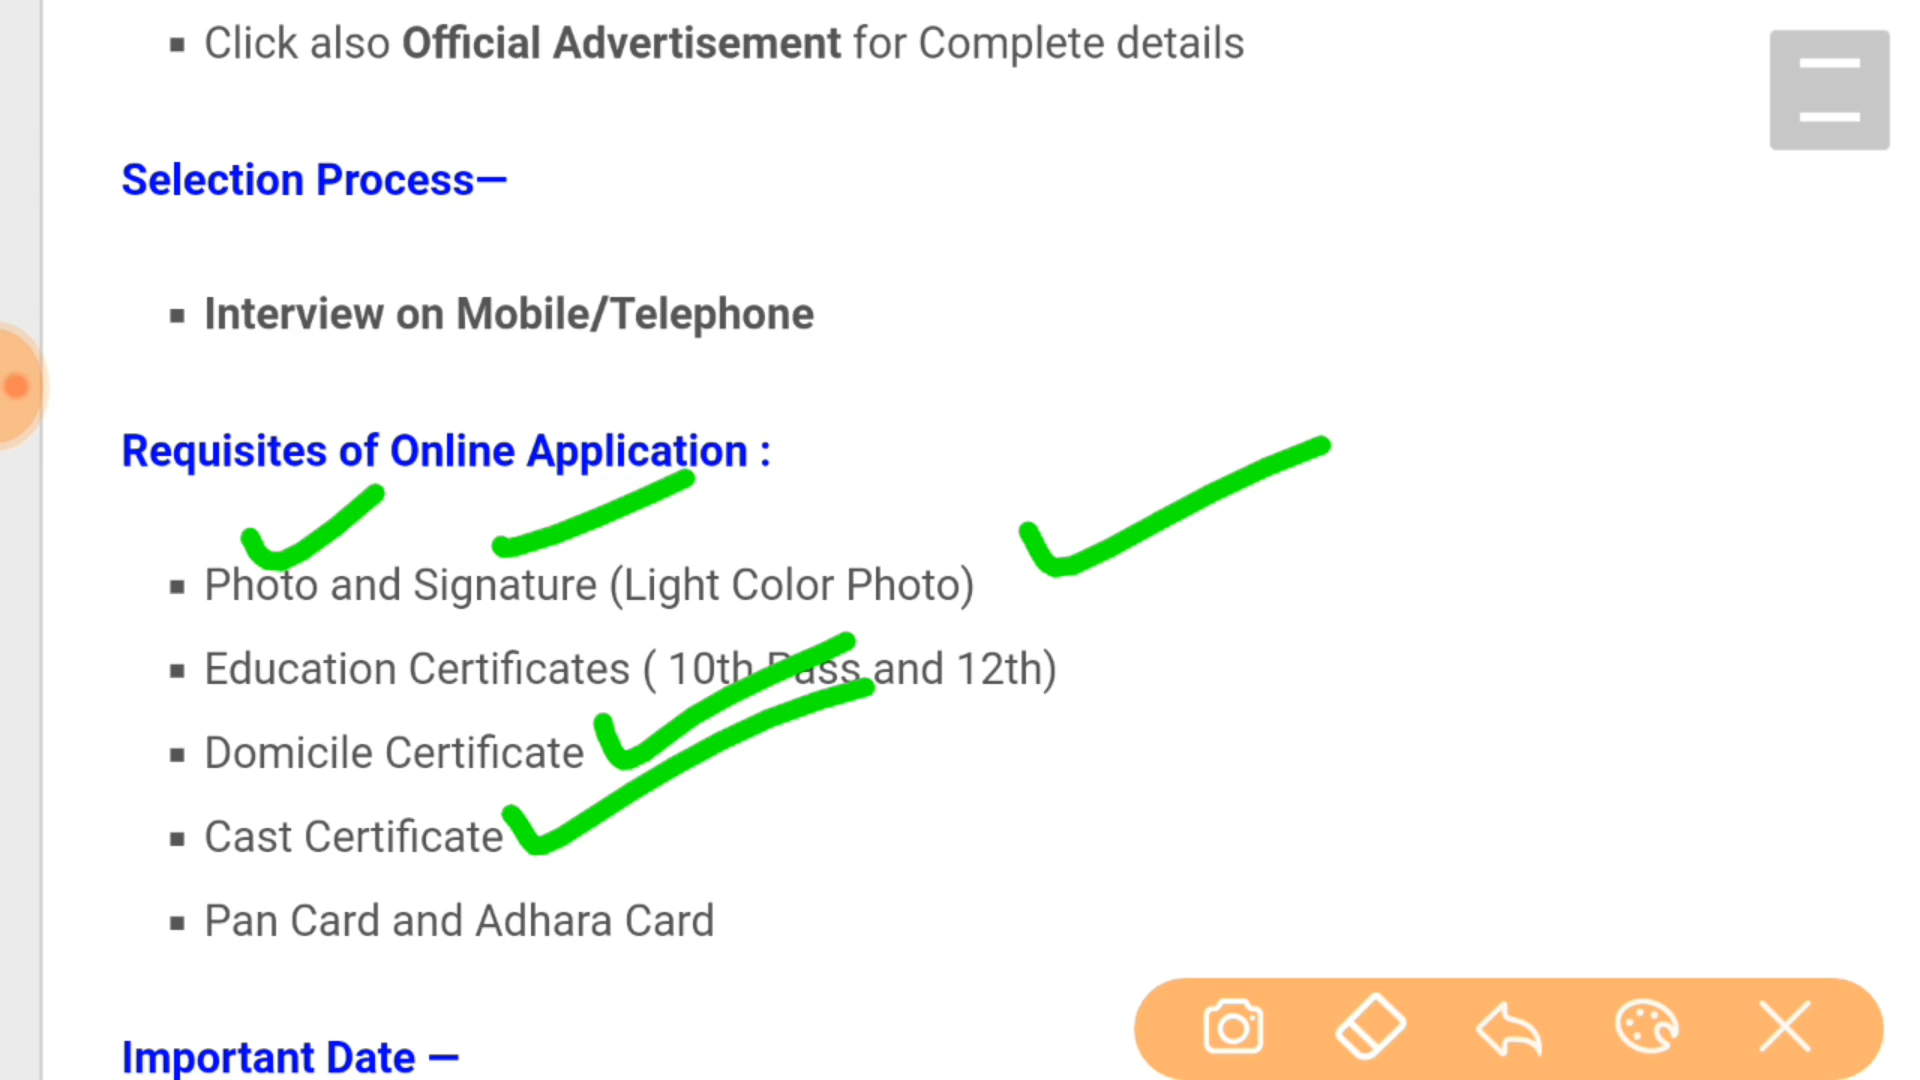 Click also Official Advertisement for Complete details
Selection Process—
Interview on Mobile/Telephone
Requisites of Online Application :
Photo and Signature (Light Color Photo)
Education Certificates ( 10th Pass and 12th)
Domicile Certificate
Cast Certificate
Pan Card and Adhara Card
Important Date —